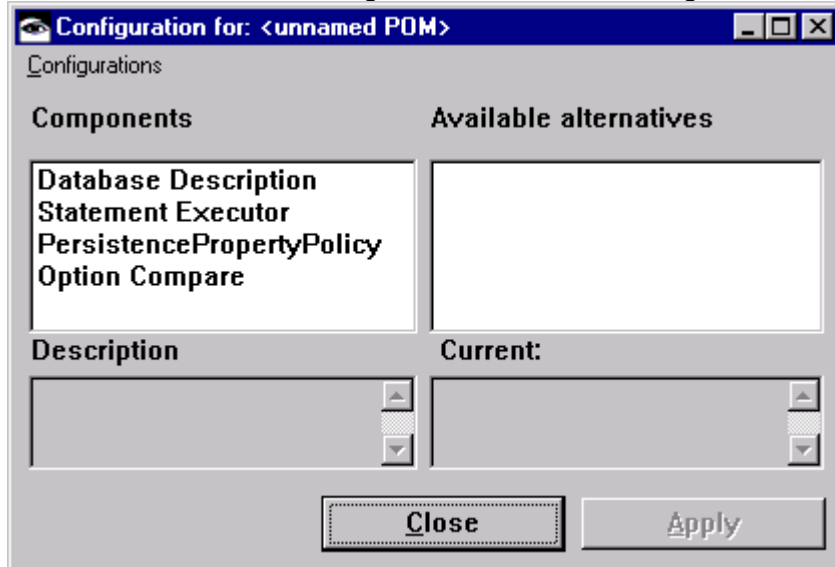 Configuration for: <unnamed POM>
Configurations
Components
Available alternatives
Database Description
Statement Executor
PersistencePropertyPolicy
Option Compare
Description
Current:
Close
Apply